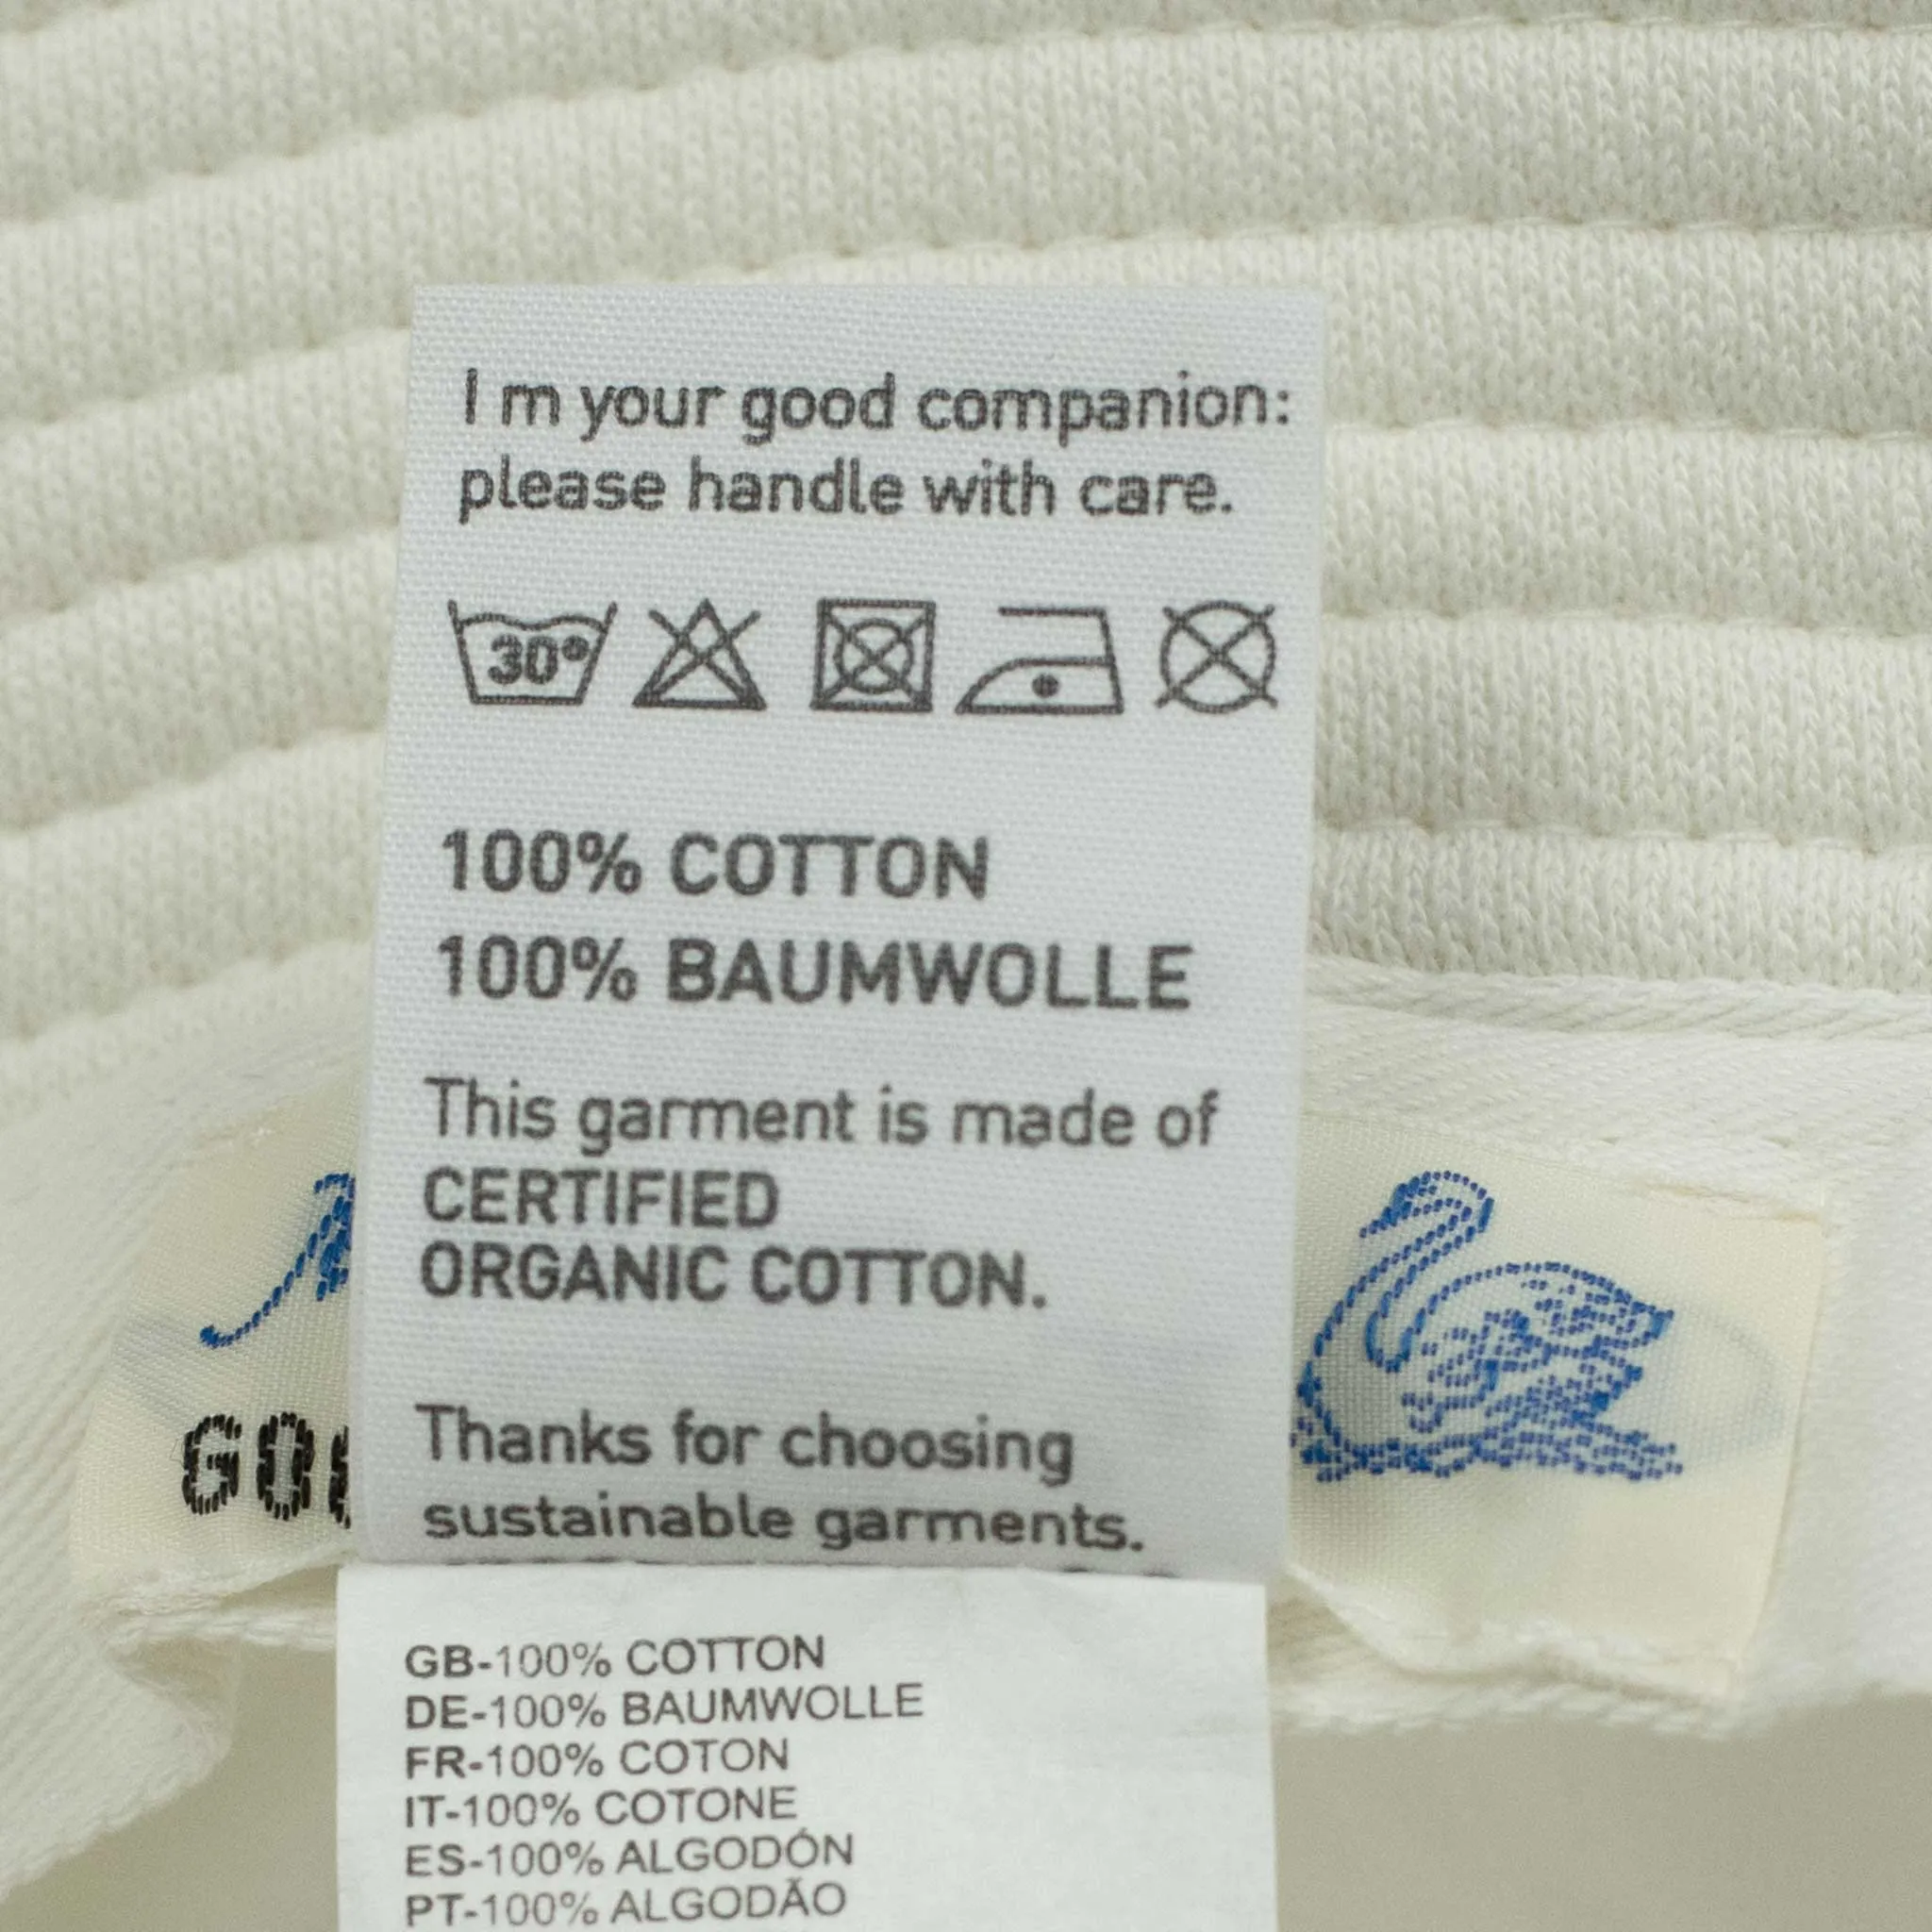 I m your good companion:
please handle with care.
30°
100% COTTON
100% BAUMWOLLE
This garment is made of
CERTIFIED
ORGANIC COTTON.
Thanks for choosing
sustainable garments.
GB-100% COTTON
DE-100% BAUMWOLLE
FR-100% COTON
IT-100% COTONE
ES-100% ALGODÓN
PT-100% ALGODÃO